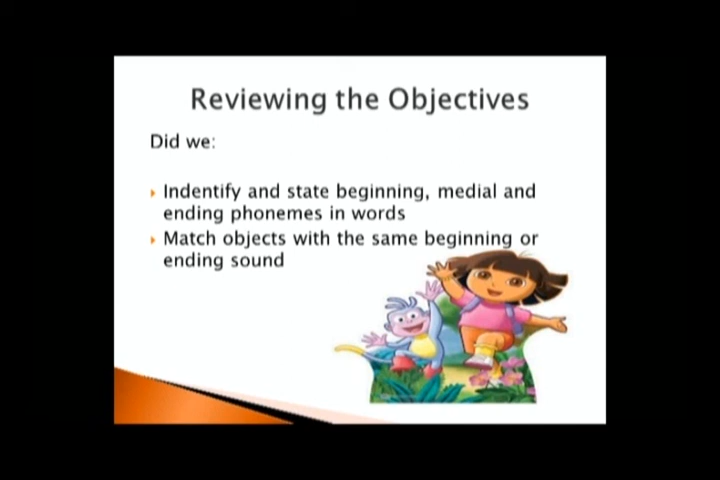 Reviewing the Objectives
Did we:
Indentify and state beginning, medial and
ending phonemes in words
Match objects with the same beginning or
ending sound